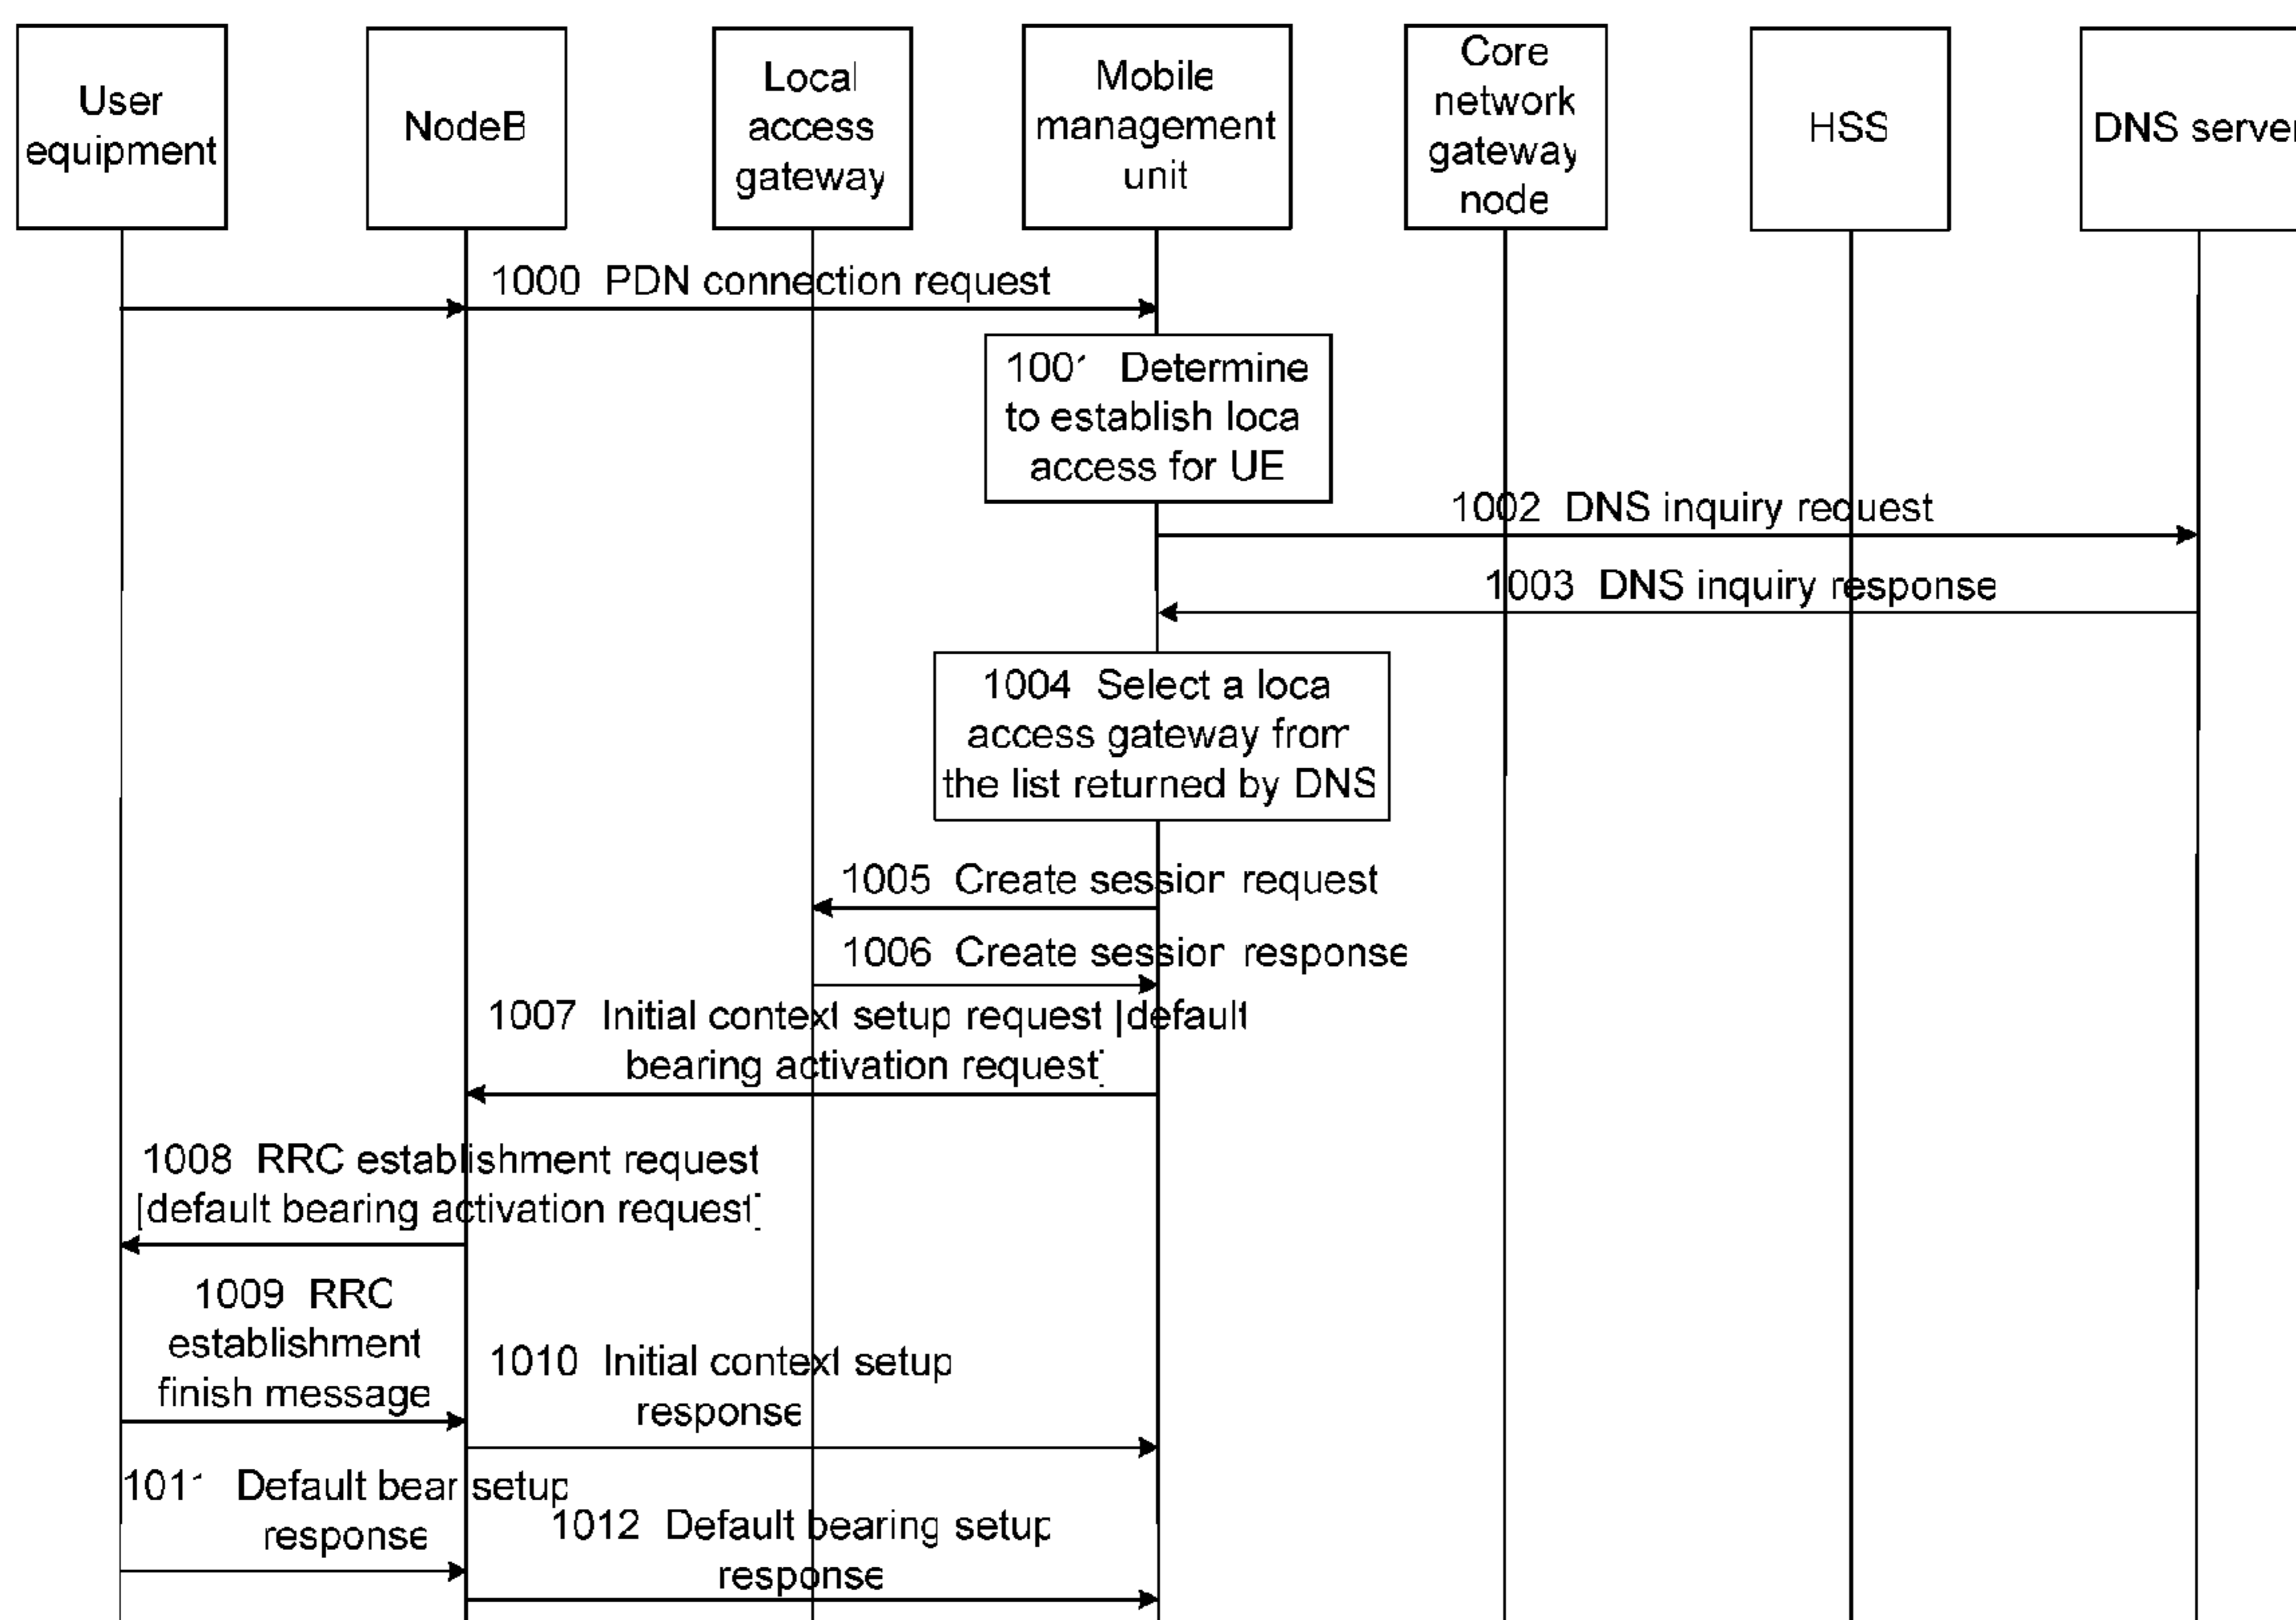 User
equipment
NodeB
Local
access
gateway
Mobile
management
unit
Core
network
gateway
node
HSS
DNS server
1000 PDN connection request
1001 Determine
to establish loca
access for UE
1002 DNS inquiry request
1003 DNS inquiry response
1004 Select a loca
access gateway from
the list returned by DNS
1005 Create session request
1006 Create session response
1007 Initial context setup request [default
bearing activation request]
1008 RRC establishment request
[default bearing activation request]
1009 RRC
establishment
finish message
1010 Initial context setup
response
1011 Default bear setup
response
1012 Default bearing setup
response